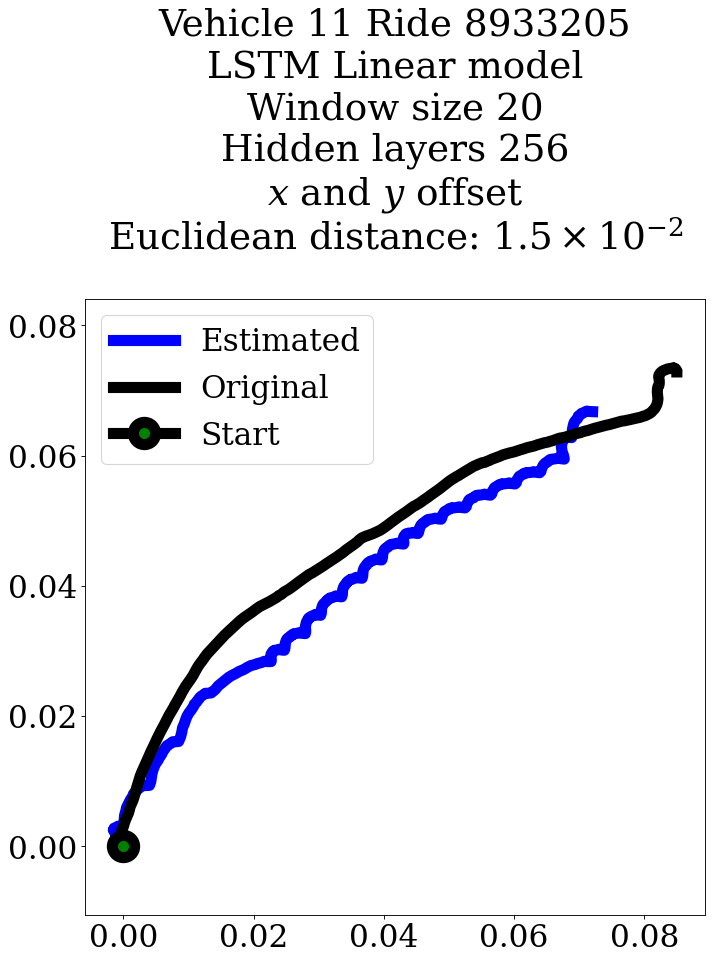 Vehicle 11 Ride 8933205
LSTM Linear model
Window size 20
Hidden layers 256
x and y offset
Euclidean distance: 1.5 × 10⁻²
Estimated
Original
Start
0.08
0.06
0.04
0.02
0.00
0.00 0.02 0.04 0.06 0.08